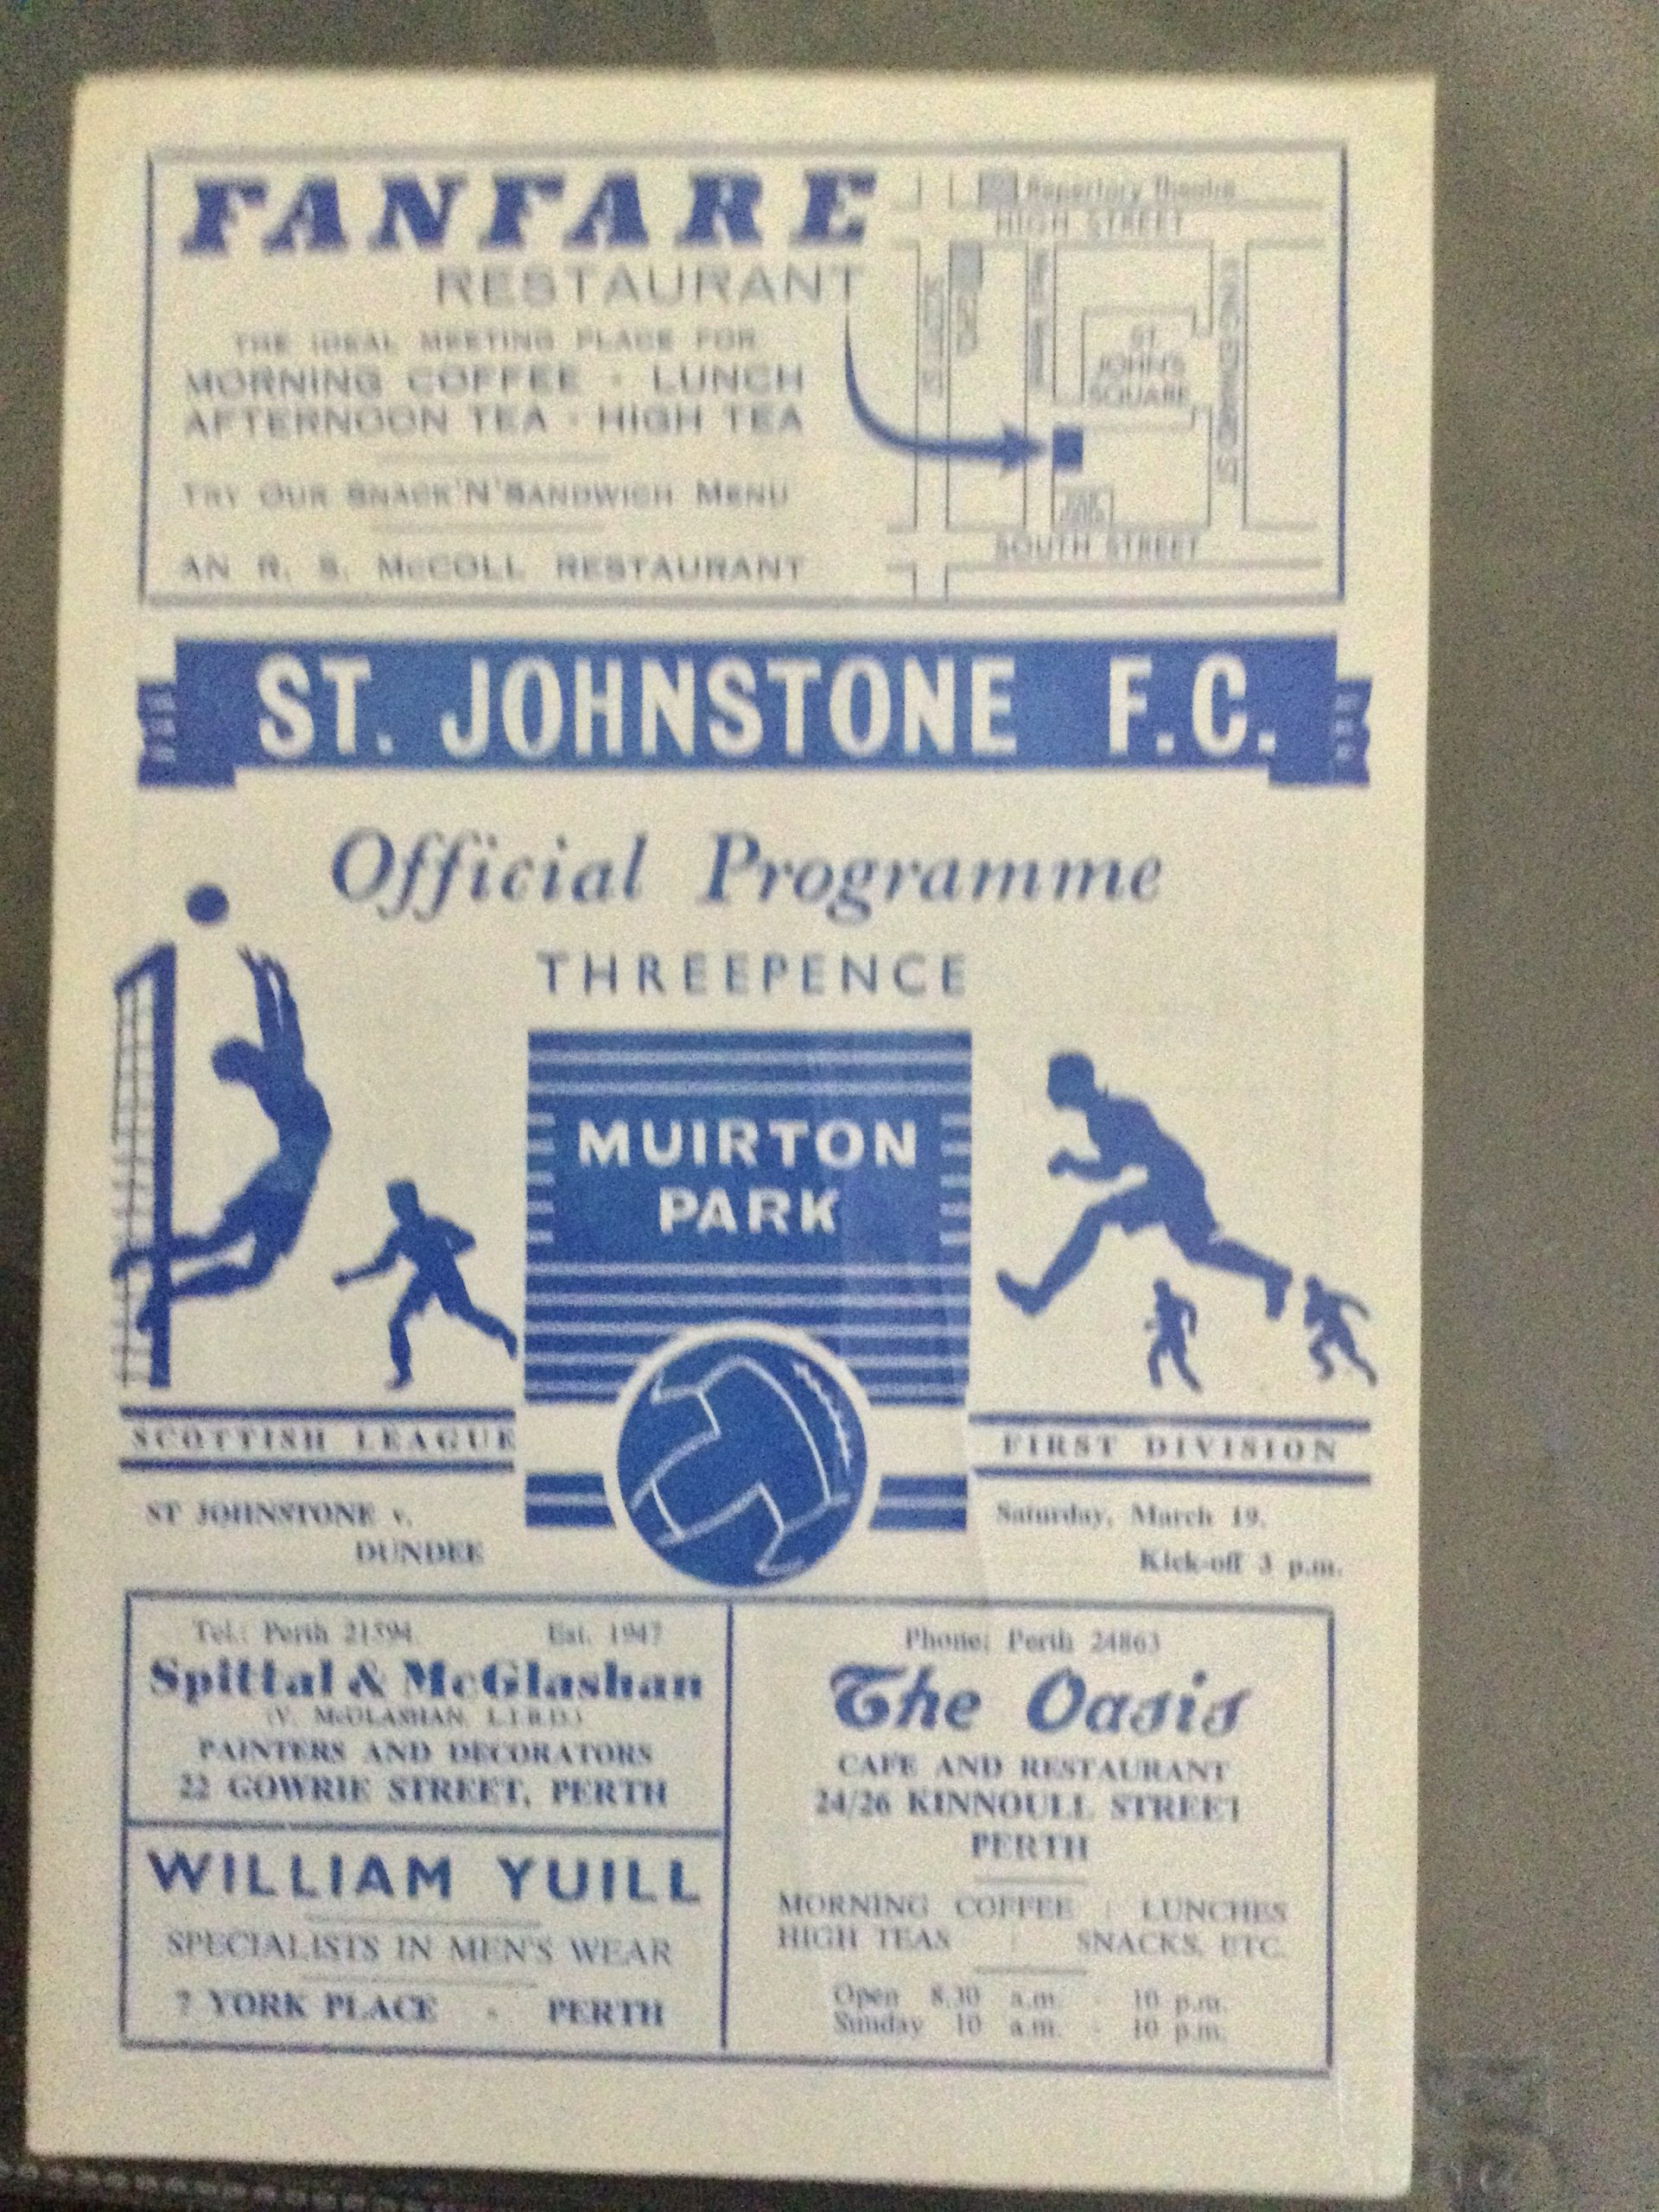 FANFARE
RESTAURANT
THE IDEAL MEETING PLACE FOR
MORNING COFFEE · LUNCH
AFTERNOON TEA · HIGH TEA
TRY OUR SNACK'N'SANDWICH MENU
AN R. S. McCOLL RESTAURANT
Repertory Theatre
HIGH STREET
ST. JOHN'S SQUARE
SOUTH STREET
ST. JOHNSTONE F.C.
Official Programme
THREEPENCE
MUIRTON
PARK
SCOTTISH LEAGUE
FIRST DIVISION
ST JOHNSTONE v.
DUNDEE
Saturday, March 19.
Kick-off 3 p.m.
Tel.: Perth 21594 Est. 1947
Spittal & McGlashan
(V. McGLASHAN, L.I.B.D.)
PAINTERS AND DECORATORS
22 GOWRIE STREET, PERTH
WILLIAM YUILL
SPECIALISTS IN MEN'S WEAR
7 YORK PLACE - PERTH
Phone: Perth 24863
The Oasis
CAFE AND RESTAURANT
24/26 KINNOULL STREET
PERTH
MORNING COFFEE | LUNCHES
HIGH TEAS | SNACKS, ETC.
Open 8.30 a.m. - 10 p.m.
Sunday 10 a.m. - 10 p.m.